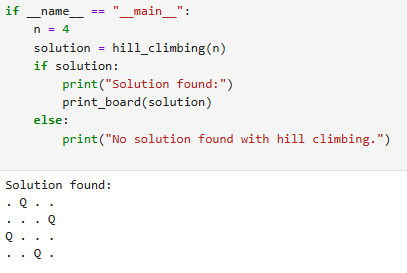 if __name__ == "__main__":
    n = 4
    solution = hill_climbing(n)
    if solution:
        print("Solution found:")
        print_board(solution)
    else:
        print("No solution found with hill climbing.")
Solution found:
. Q . .
. . . Q
Q . . .
. . Q .